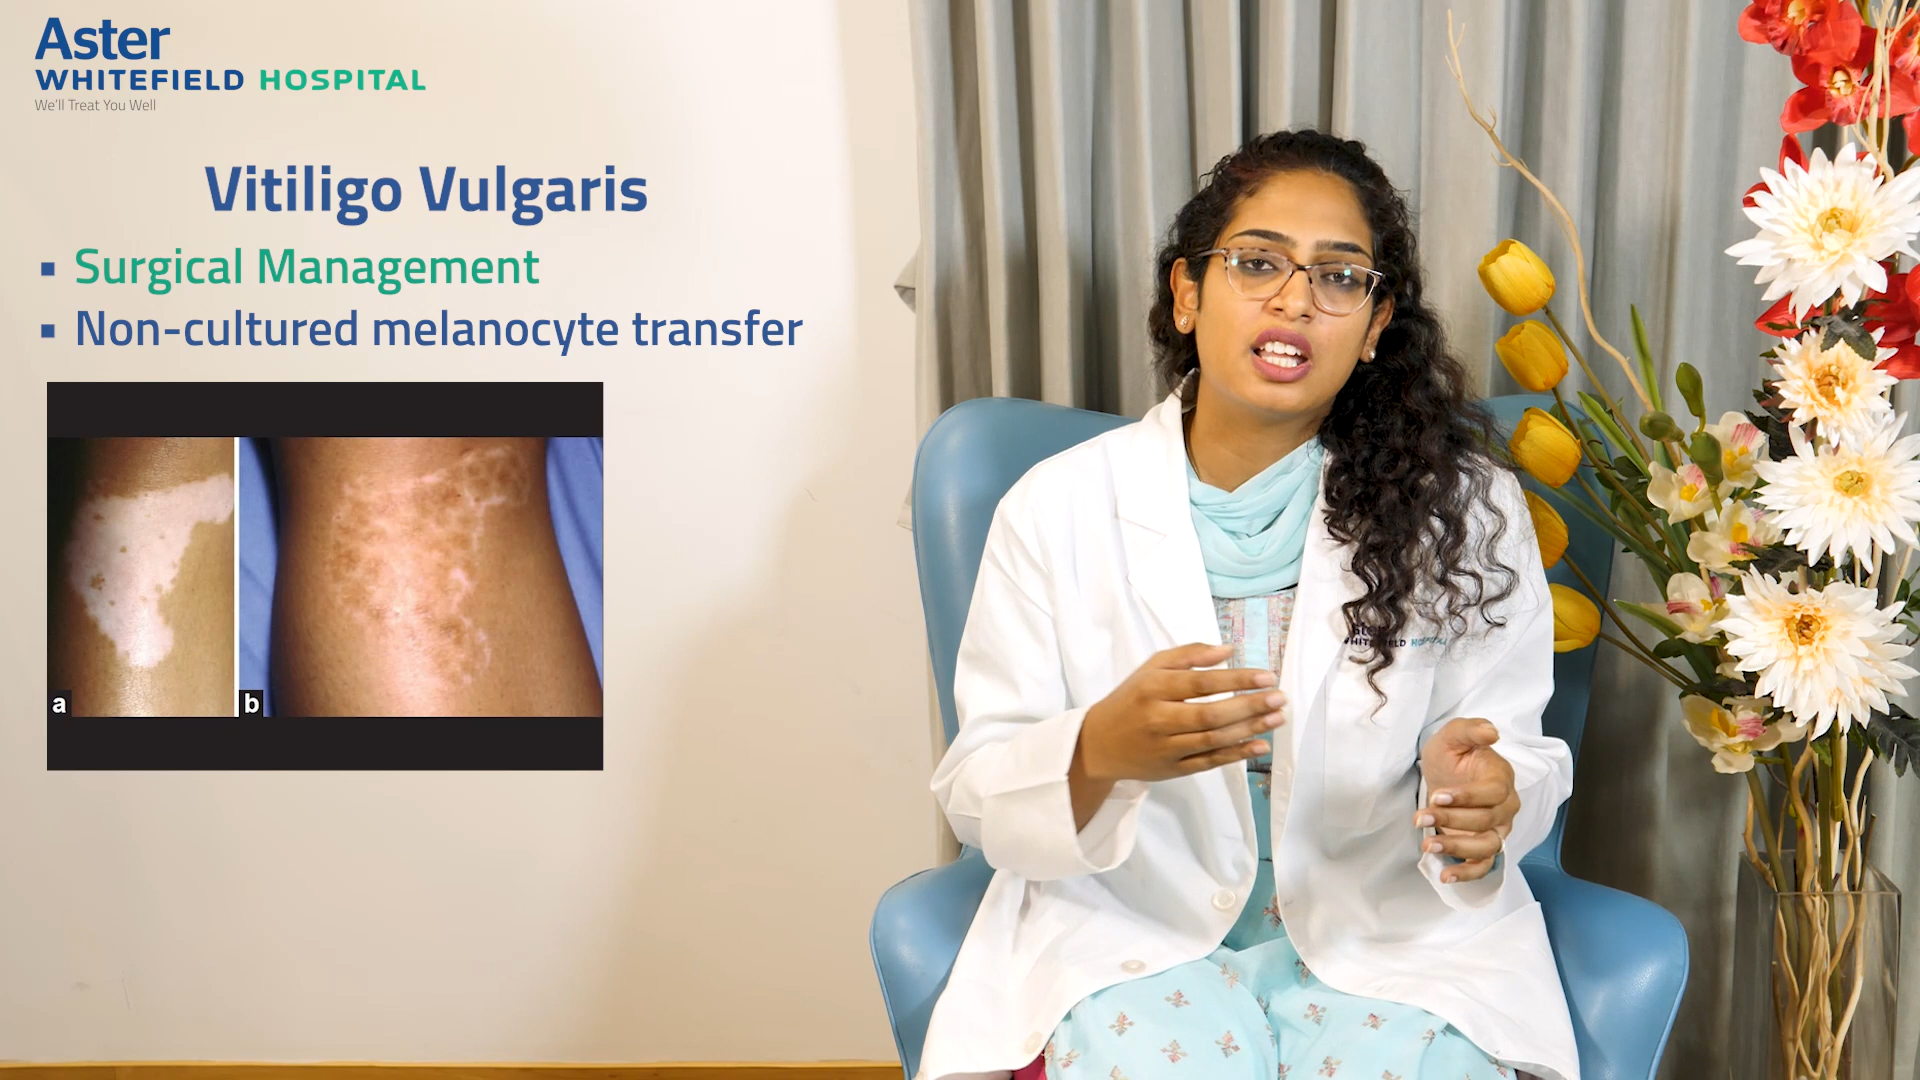 Aster
WHITEFIELD HOSPITAL
We'll Treat You Well
Vitiligo Vulgaris
▪ Surgical Management
▪ Non-cultured melanocyte transfer
a
b